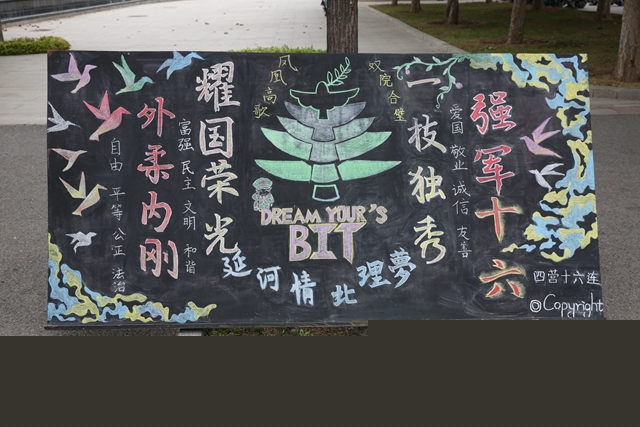 强军十六
爱国 敬业 诚信 友善
一枝独秀
双院合璧
凤凰高歌
耀国荣光
富强 民主 文明 和谐
外柔内刚
自由 平等 公正 法治
DREAM YOUR'S
BIT
延河情北理夢
四营十六连
©Copyright